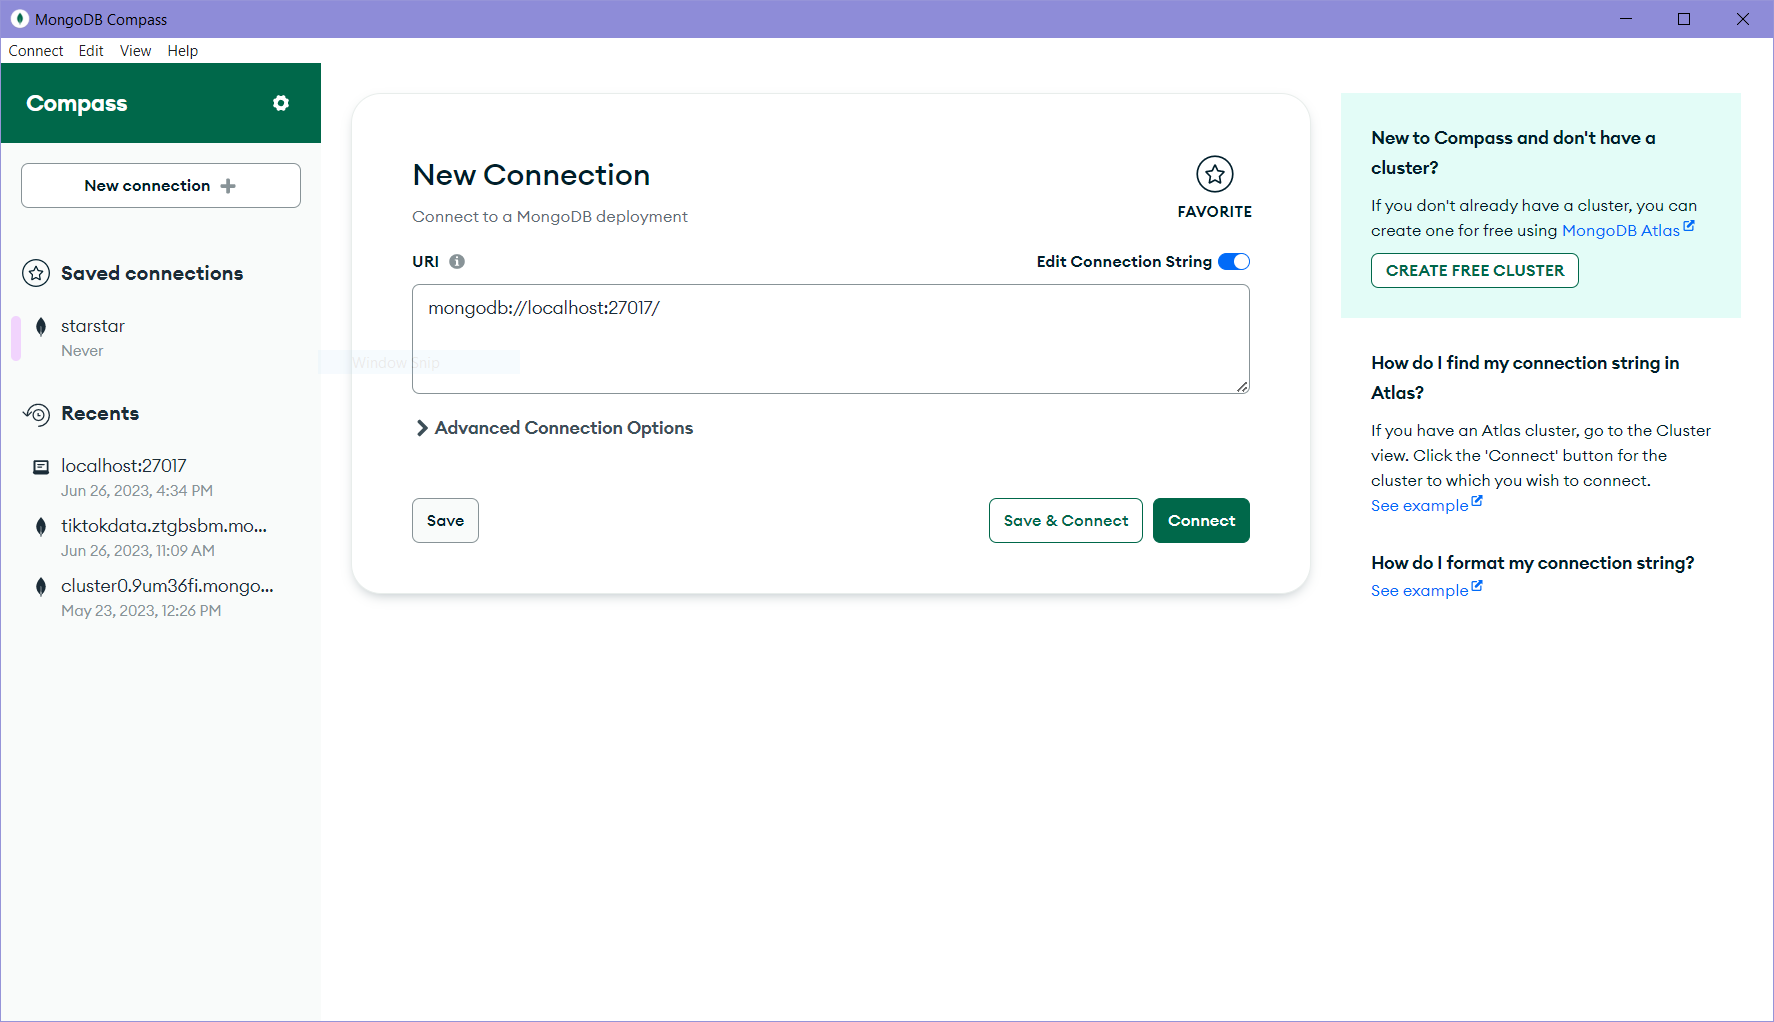 MongoDB Compass
Connect Edit View Help
Compass
New connection
Saved connections
starstar
Never
Recents
localhost:27017
Jun 26, 2023, 4:34 PM
tiktokdata.ztgbsbm.mo...
Jun 26, 2023, 11:09 AM
cluster0.9um36fi.mongo...
May 23, 2023, 12:26 PM
New Connection
Connect to a MongoDB deployment
FAVORITE
URI
Edit Connection String
mongodb://localhost:27017/
Window Snip
Advanced Connection Options
Save
Save & Connect
Connect
New to Compass and don't have a
cluster?
If you don't already have a cluster, you can
create one for free using MongoDB Atlas
CREATE FREE CLUSTER
How do I find my connection string in
Atlas?
If you have an Atlas cluster, go to the Cluster
view. Click the 'Connect' button for the
cluster to which you wish to connect.
See example
How do I format my connection string?
See example